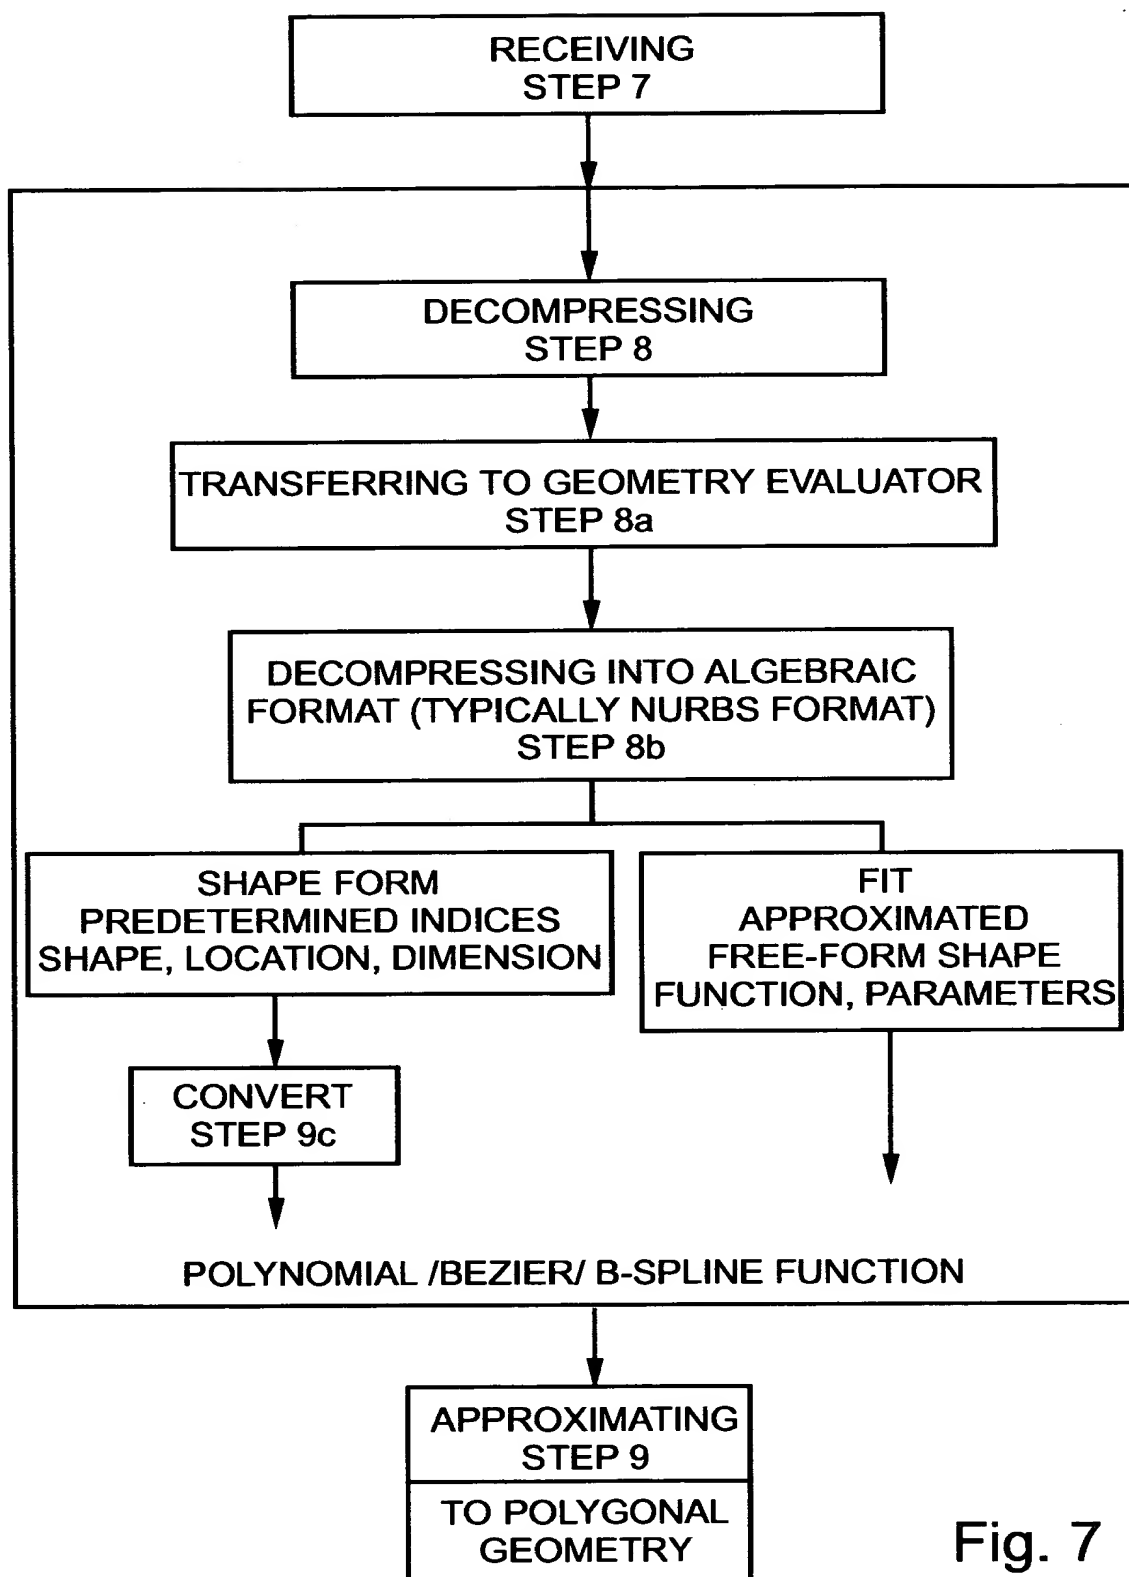 RECEIVING
STEP 7
DECOMPRESSING
STEP 8
TRANSFERRING TO GEOMETRY EVALUATOR
STEP 8a
DECOMPRESSING INTO ALGEBRAIC
FORMAT (TYPICALLY NURBS FORMAT)
STEP 8b
SHAPE FORM
PREDETERMINED INDICES
SHAPE, LOCATION, DIMENSION
FIT
APPROXIMATED
FREE-FORM SHAPE
FUNCTION, PARAMETERS
CONVERT
STEP 9c
POLYNOMIAL /BEZIER/ B-SPLINE FUNCTION
APPROXIMATING
STEP 9
TO POLYGONAL
GEOMETRY
Fig. 7